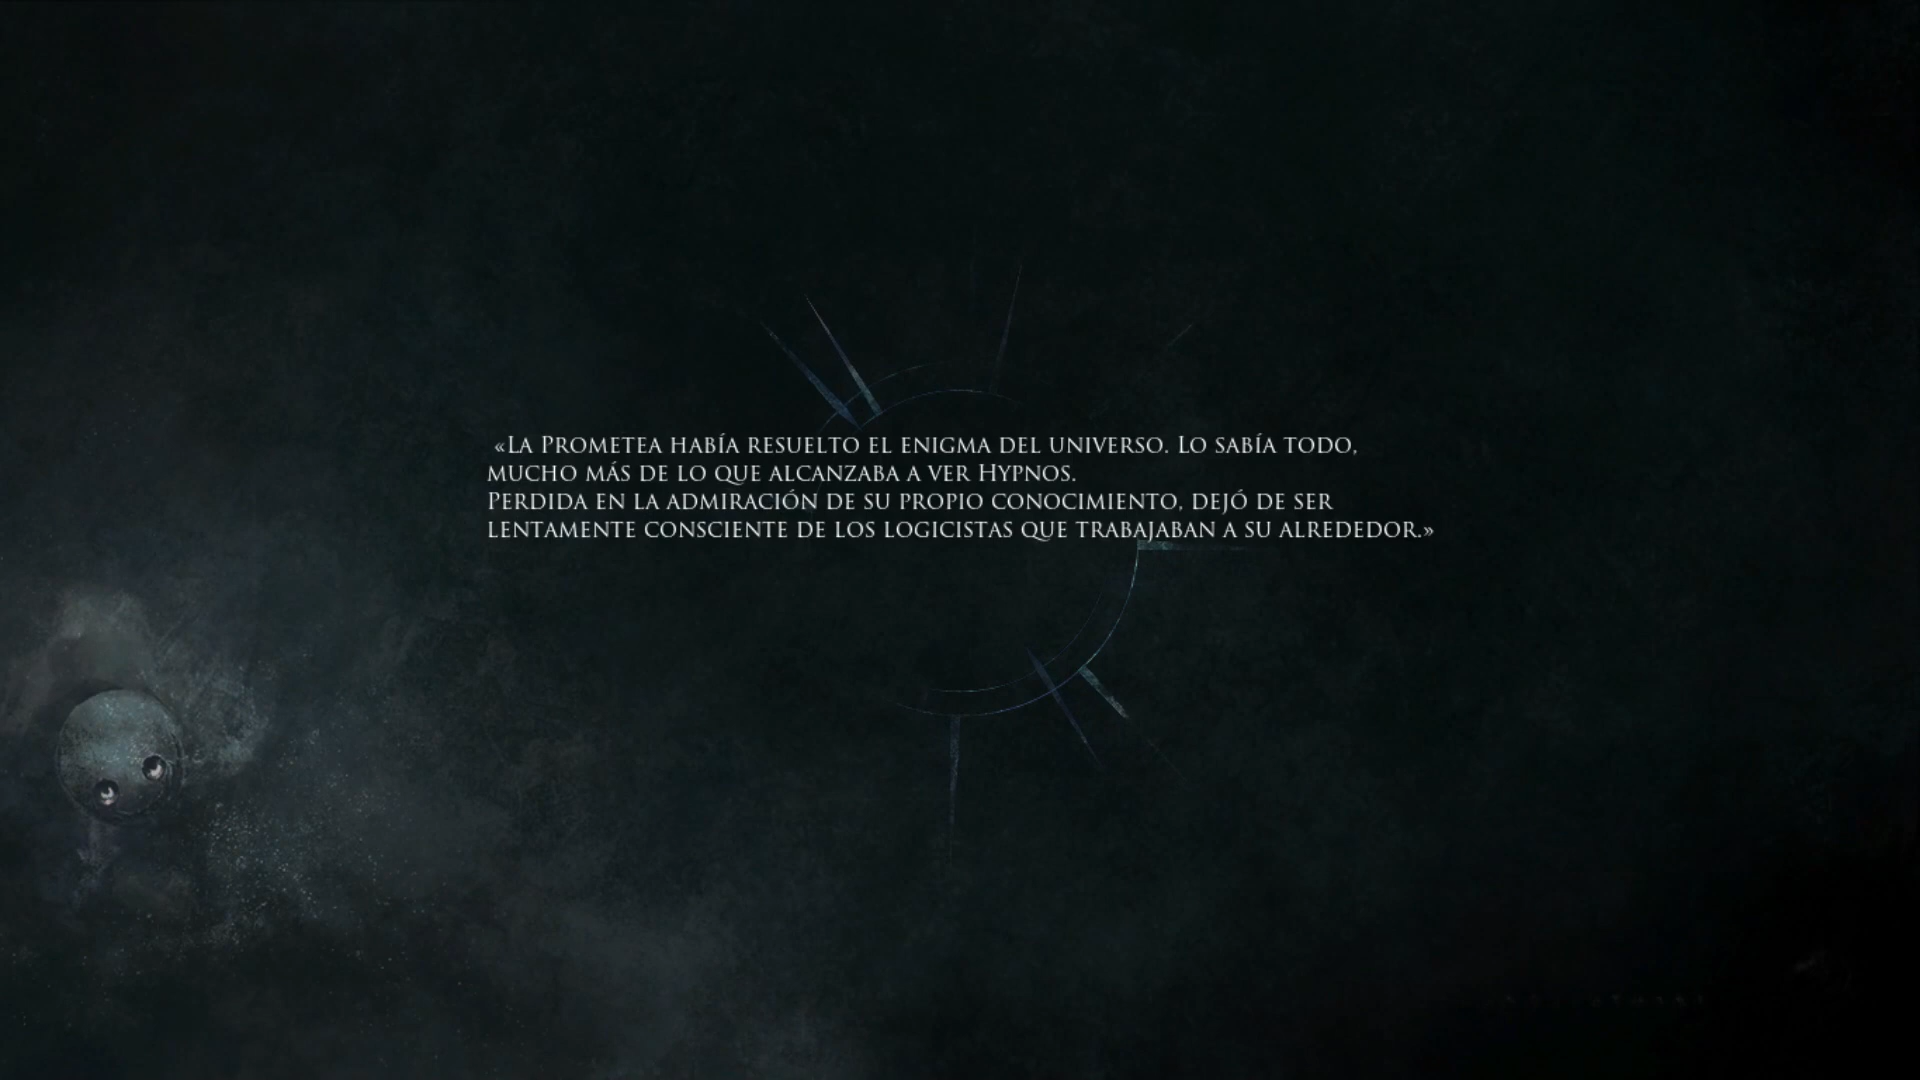 «La Prometea había resuelto el enigma del universo. Lo sabía todo,
mucho más de lo que alcanzaba a ver Hypnos.
Perdida en la admiración de su propio conocimiento, dejó de ser
lentamente consciente de los logicistas que trabajaban a su alrededor.»